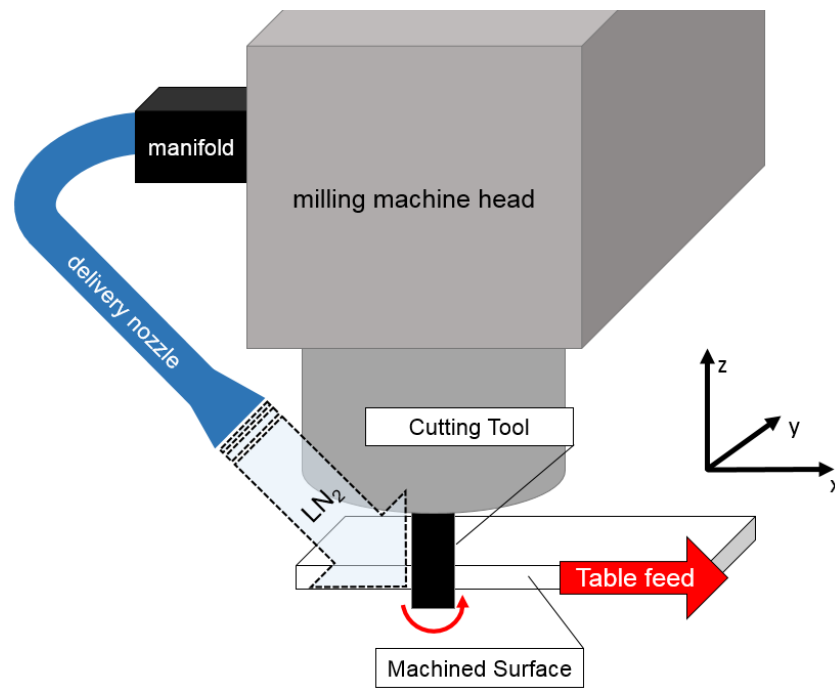 manifold
milling machine head
delivery nozzle
LN₂
Cutting Tool
z
y
x
Table feed
Machined Surface